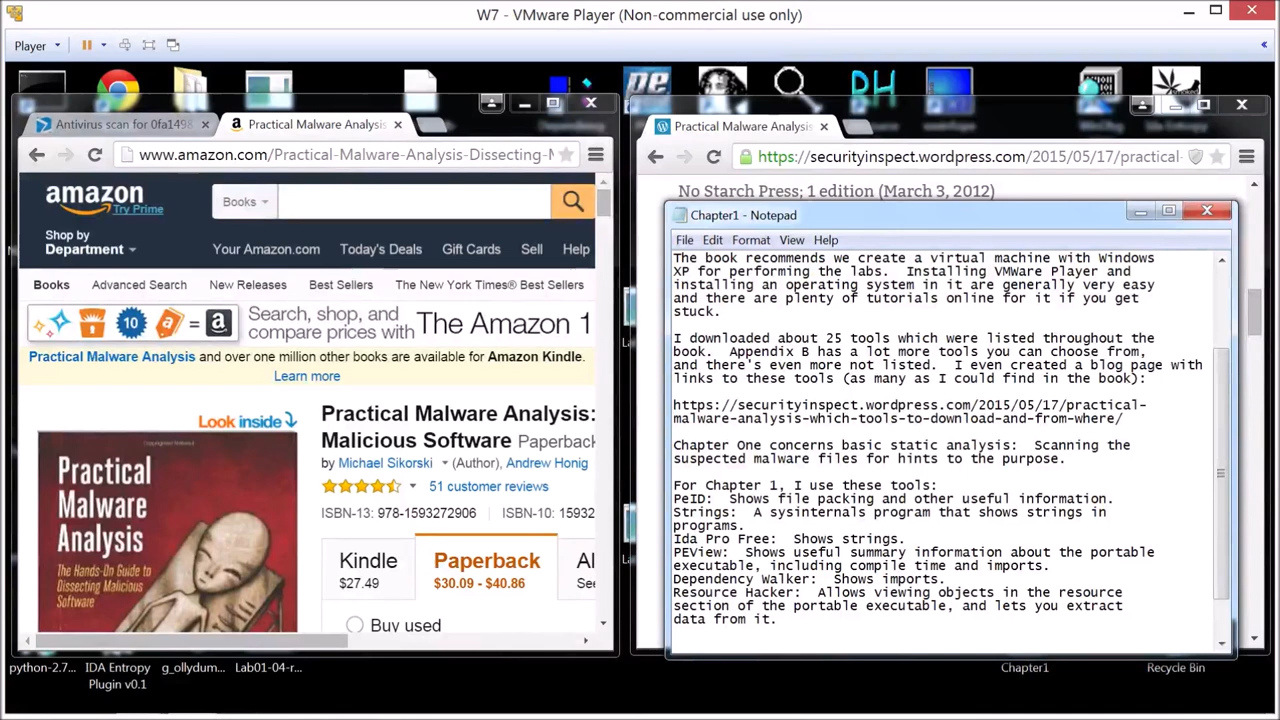 W7 - VMware Player (Non-commercial use only)
Player
Antivirus scan for 0fa1498
Practical Malware Analysis
www.amazon.com/Practical-Malware-Analysis-Dissecting-M
amazon
Try Prime
Books
Shop by
Department
Your Amazon.com Today's Deals Gift Cards Sell Help
Books Advanced Search New Releases Best Sellers The New York Times® Best Sellers
10 = a
Search, shop, and
compare prices with The Amazon 1
Practical Malware Analysis and over one million other books are available for Amazon Kindle.
Learn more
Look inside
Practical
Malware
Analysis
The Hands-On Guide to
Dissecting Malicious
Software
Practical Malware Analysis:
Malicious Software Paperback
by Michael Sikorski (Author), Andrew Honig
51 customer reviews
ISBN-13: 978-1593272906 ISBN-10: 1593
Kindle
$27.49
Paperback
$30.09 - $40.86
Al
See
Buy used
Practical Malware Analysis
https://securityinspect.wordpress.com/2015/05/17/practical-
No Starch Press; 1 edition (March 3, 2012)
Chapter1 - Notepad
File Edit Format View Help
The book recommends we create a virtual machine with Windows
XP for performing the labs. Installing VMWare Player and
installing an operating system in it are generally very easy
and there are plenty of tutorials online for it if you get
stuck.
I downloaded about 25 tools which were listed throughout the
book. Appendix B has a lot more tools you can choose from,
and there's even more not listed. I even created a blog page with
links to these tools (as many as I could find in the book):
https://securityinspect.wordpress.com/2015/05/17/practical-
malware-analysis-which-tools-to-download-and-from-where/
Chapter One concerns basic static analysis: Scanning the
suspected malware files for hints to the purpose.
For Chapter 1, I use these tools:
PeID: Shows file packing and other useful information.
Strings: A sysinternals program that shows strings in
programs.
Ida Pro Free: Shows strings.
PEView: Shows useful summary information about the portable
executable, including compile time and imports.
Dependency Walker: Shows imports.
Resource Hacker: Allows viewing objects in the resource
section of the portable executable, and lets you extract
data from it.
python-2.7... IDA Entropy g_ollydum... Lab01-04-r...
Plugin v0.1
Chapter1
Recycle Bin